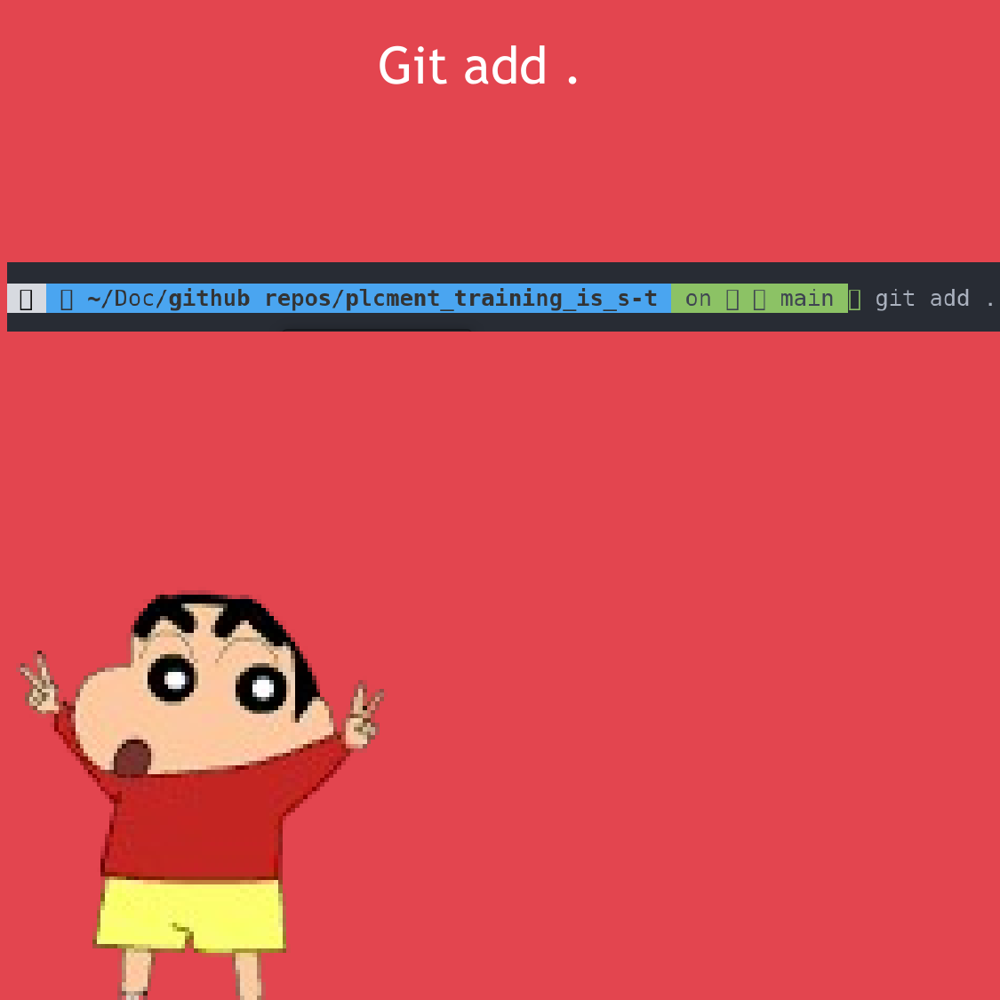 Git add .
~/Doc/github repos/plcment_training_is_s-t on main git add .